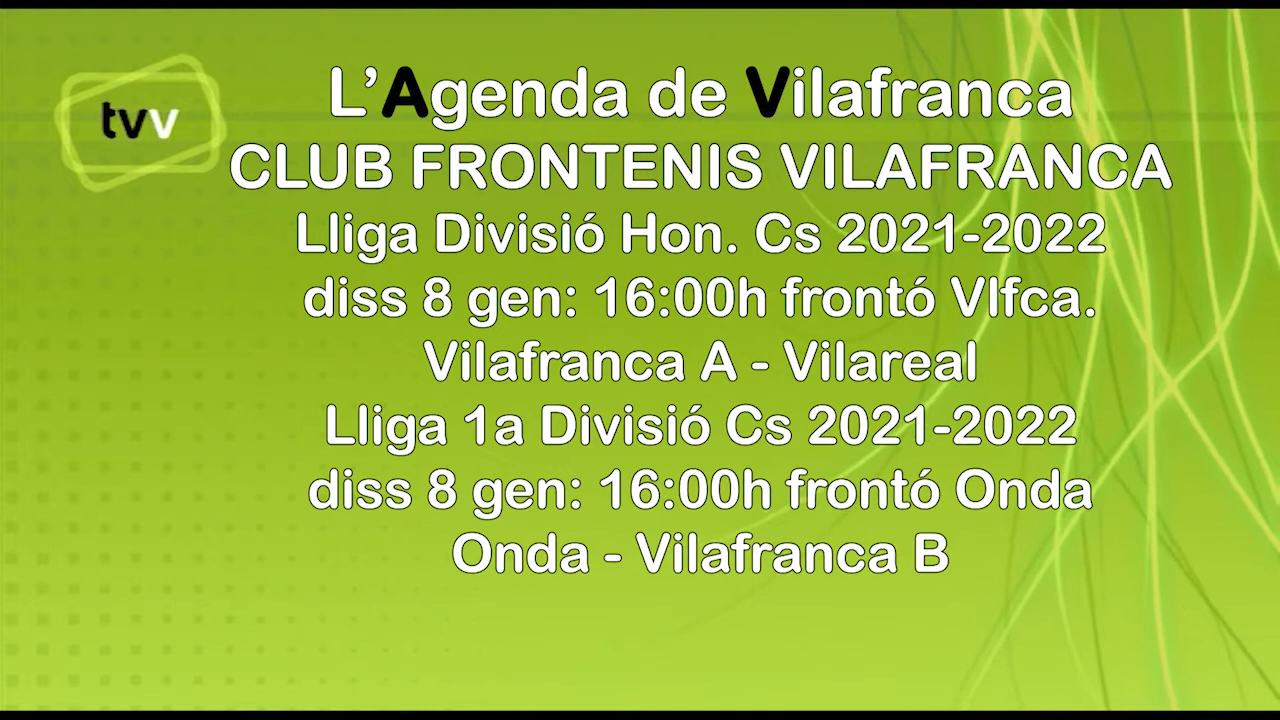 tvv
L'Agenda de Vilafranca
CLUB FRONTENIS VILAFRANCA
Lliga Divisió Hon. Cs 2021-2022
diss 8 gen: 16:00h frontó Vlfca.
Vilafranca A - Vilareal
Lliga 1a Divisió Cs 2021-2022
diss 8 gen: 16:00h frontó Onda
Onda - Vilafranca B